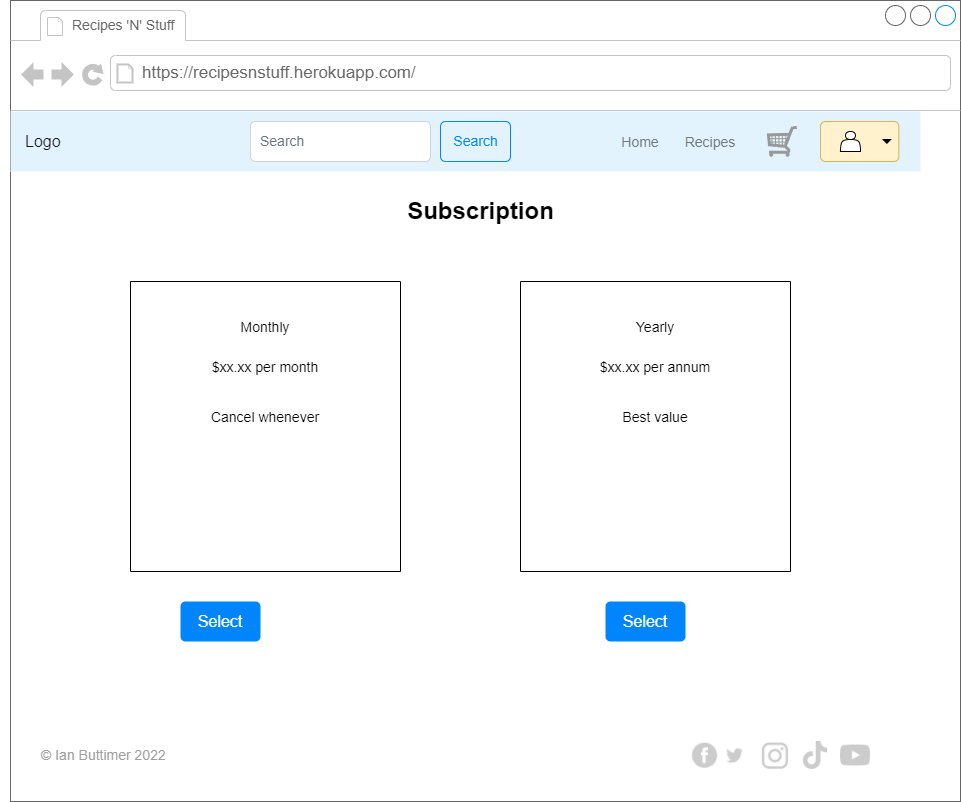 Recipes 'N' Stuff
https://recipesnstuff.herokuapp.com/
Logo
Search
Search
Home
Recipes
Subscription
Monthly
$xx.xx per month
Cancel whenever
Yearly
$xx.xx per annum
Best value
Select
Select
© Ian Buttimer 2022